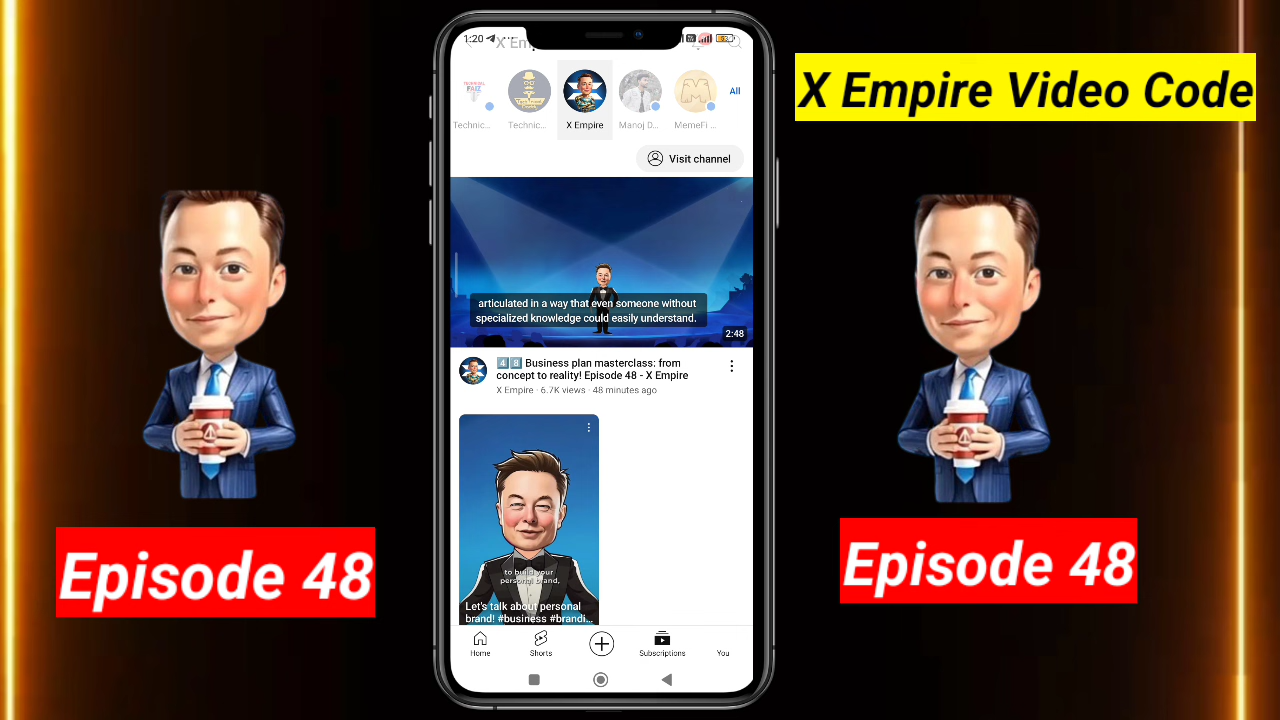 1:20
X Em
TECHNICAL
FAIZ
Technic...
Technic...
X Empire
Manoj D...
MemeFi ...
All
Visit channel
X Empire Video Code
articulated in a way that even someone without
specialized knowledge could easily understand.
2:48
4 8 Business plan masterclass: from
concept to reality! Episode 48 - X Empire
X Empire · 6.7K views · 48 minutes ago
to build your
personal brand,
Let's talk about personal
brand! #business #brandi...
Episode 48
Episode 48
Home
Shorts
Subscriptions
You